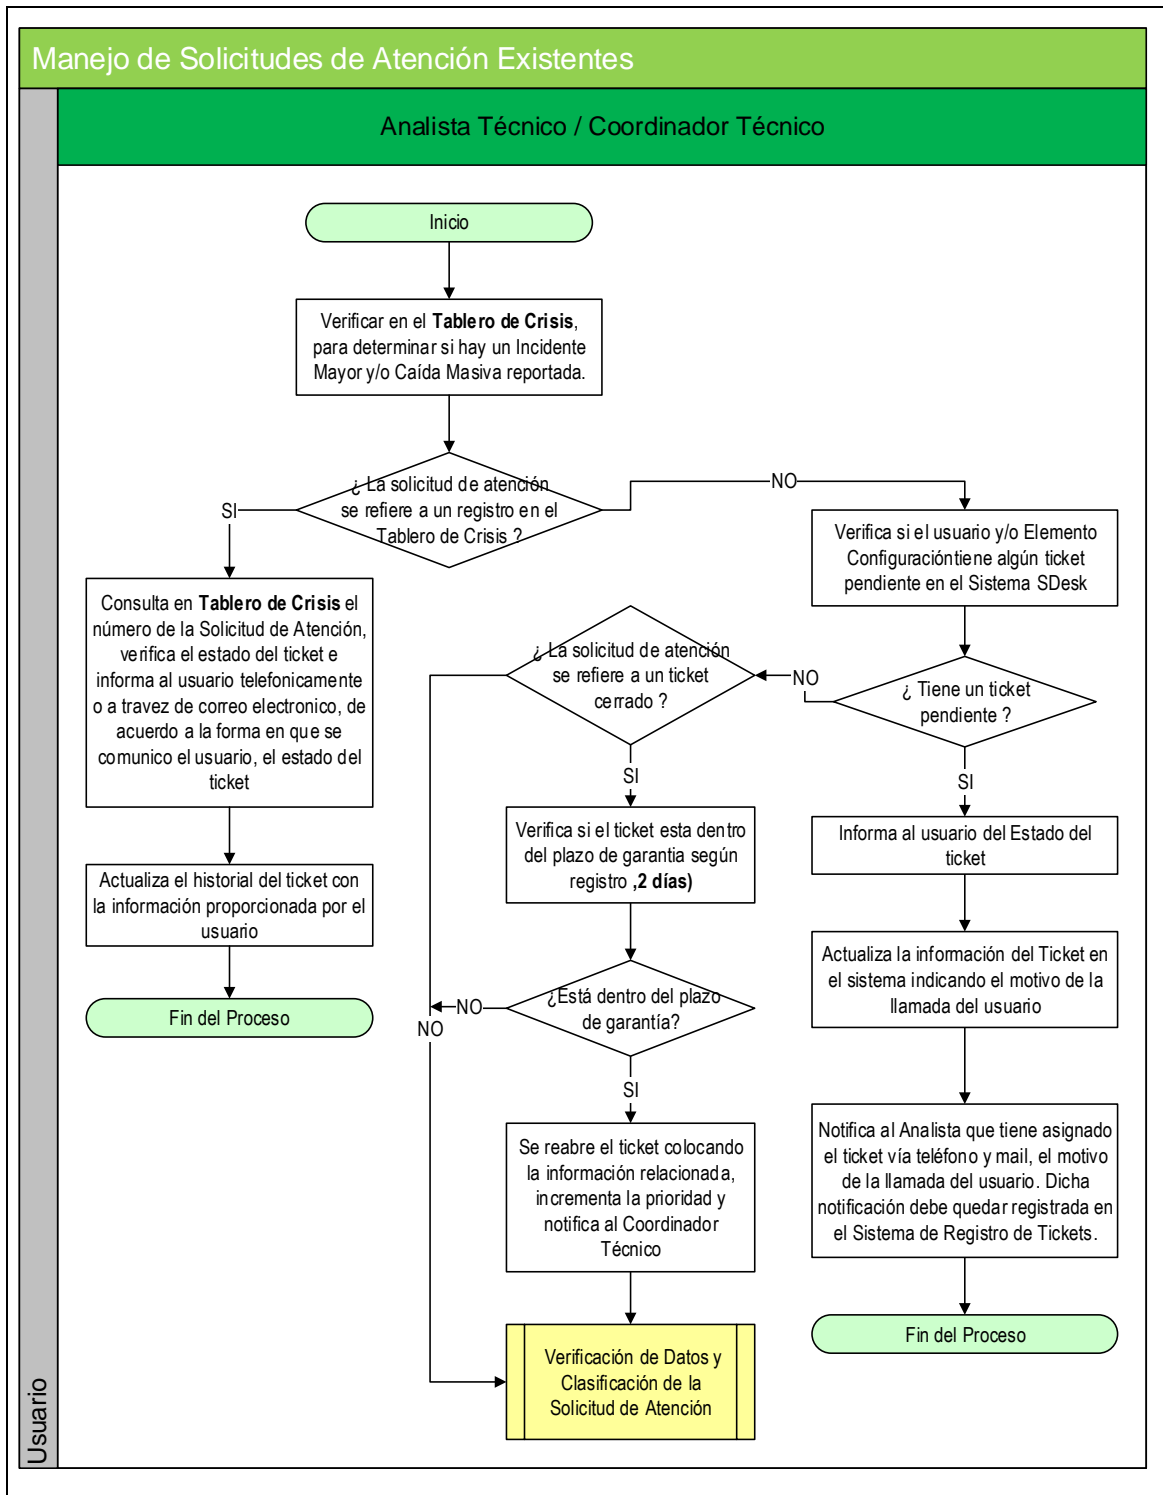 Manejo de Solicitudes de Atención Existentes
Analista Técnico / Coordinador Técnico
Usuario
Inicio
Verificar en el Tablero de Crisis,
para determinar si hay un Incidente
Mayor y/o Caída Masiva reportada.
¿ La solicitud de atención
se refiere a un registro en el
Tablero de Crisis ?
SI
NO
Consulta en Tablero de Crisis el
número de la Solicitud de Atención,
verifica el estado del ticket e
informa al usuario telefonicamente
o a travez de correo electronico, de
acuerdo a la forma en que se
comunico el usuario, el estado del
ticket
Actualiza el historial del ticket con
la información proporcionada por el
usuario
Fin del Proceso
Verifica si el usuario y/o Elemento
Configuracióntiene algún ticket
pendiente en el Sistema SDesk
¿ Tiene un ticket
pendiente ?
NO
SI
¿ La solicitud de atención
se refiere a un ticket
cerrado ?
SI
NO
Verifica si el ticket esta dentro
del plazo de garantia según
registro ,2 días)
¿Está dentro del plazo
de garantía?
NO
SI
Se reabre el ticket colocando
la información relacionada,
incrementa la prioridad y
notifica al Coordinador
Técnico
Verificación de Datos y
Clasificación de la
Solicitud de Atención
Informa al usuario del Estado del
ticket
Actualiza la información del Ticket en
el sistema indicando el motivo de la
llamada del usuario
Notifica al Analista que tiene asignado
el ticket vía teléfono y mail, el motivo
de la llamada del usuario. Dicha
notificación debe quedar registrada en
el Sistema de Registro de Tickets.
Fin del Proceso